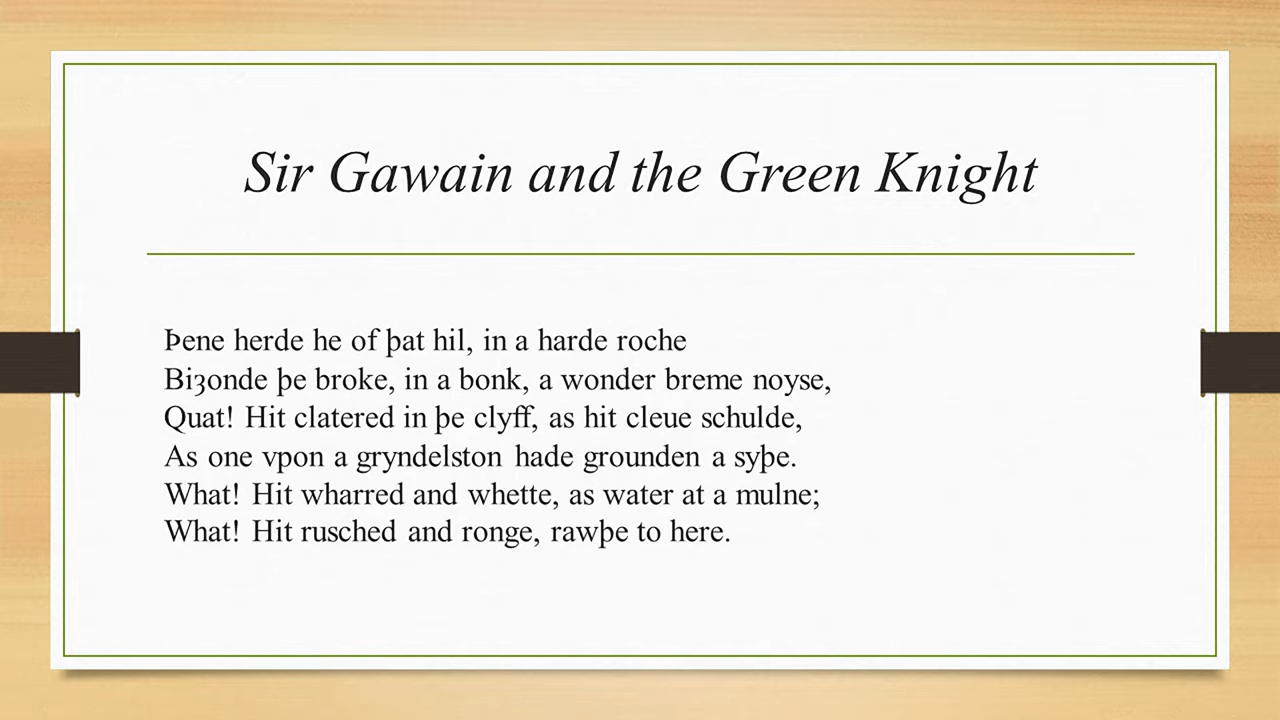 Sir Gawain and the Green Knight
Þene herde he of þat hil, in a harde roche
Biȝonde þe broke, in a bonk, a wonder breme noyse,
Quat! Hit clatered in þe clyff, as hit cleue schulde,
As one vpon a gryndelston hade grounden a syþe.
What! Hit wharred and whette, as water at a mulne;
What! Hit rusched and ronge, rawþe to here.